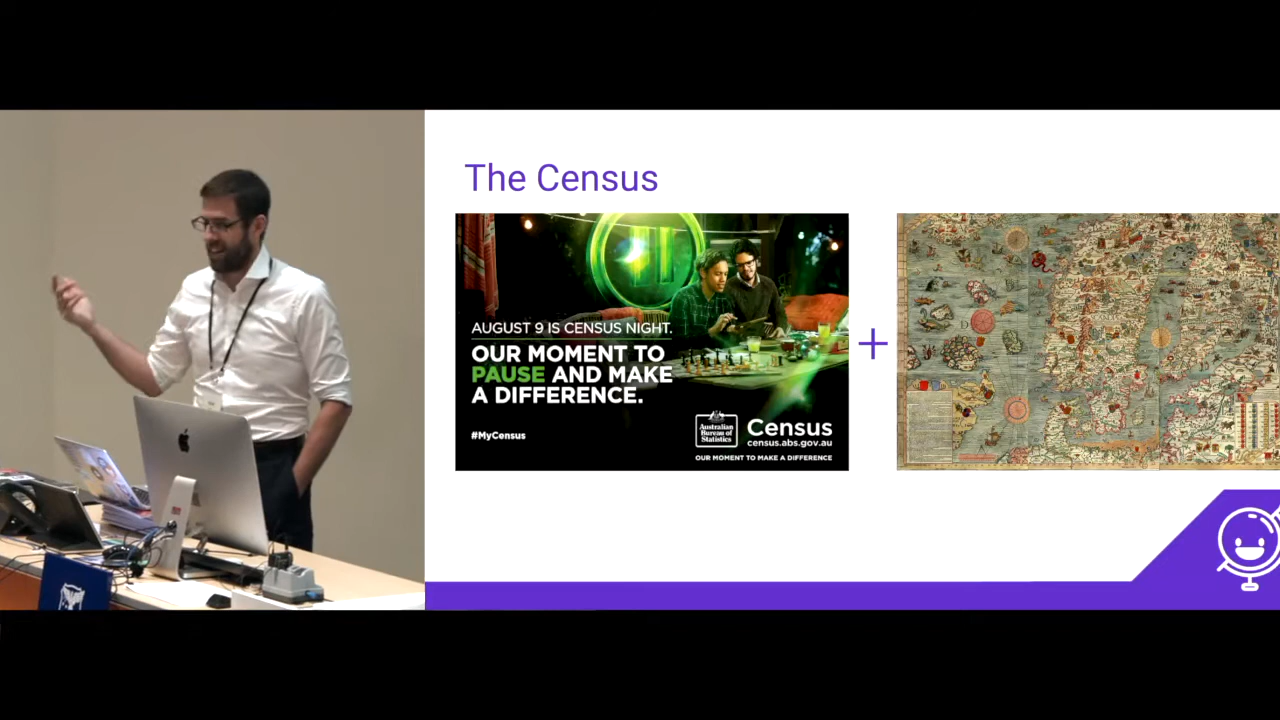 The Census
AUGUST 9 IS CENSUS NIGHT.
OUR MOMENT TO
PAUSE AND MAKE
A DIFFERENCE.
#MyCensus
Australian
Bureau of
Statistics
Census
census.abs.gov.au
OUR MOMENT TO MAKE A DIFFERENCE